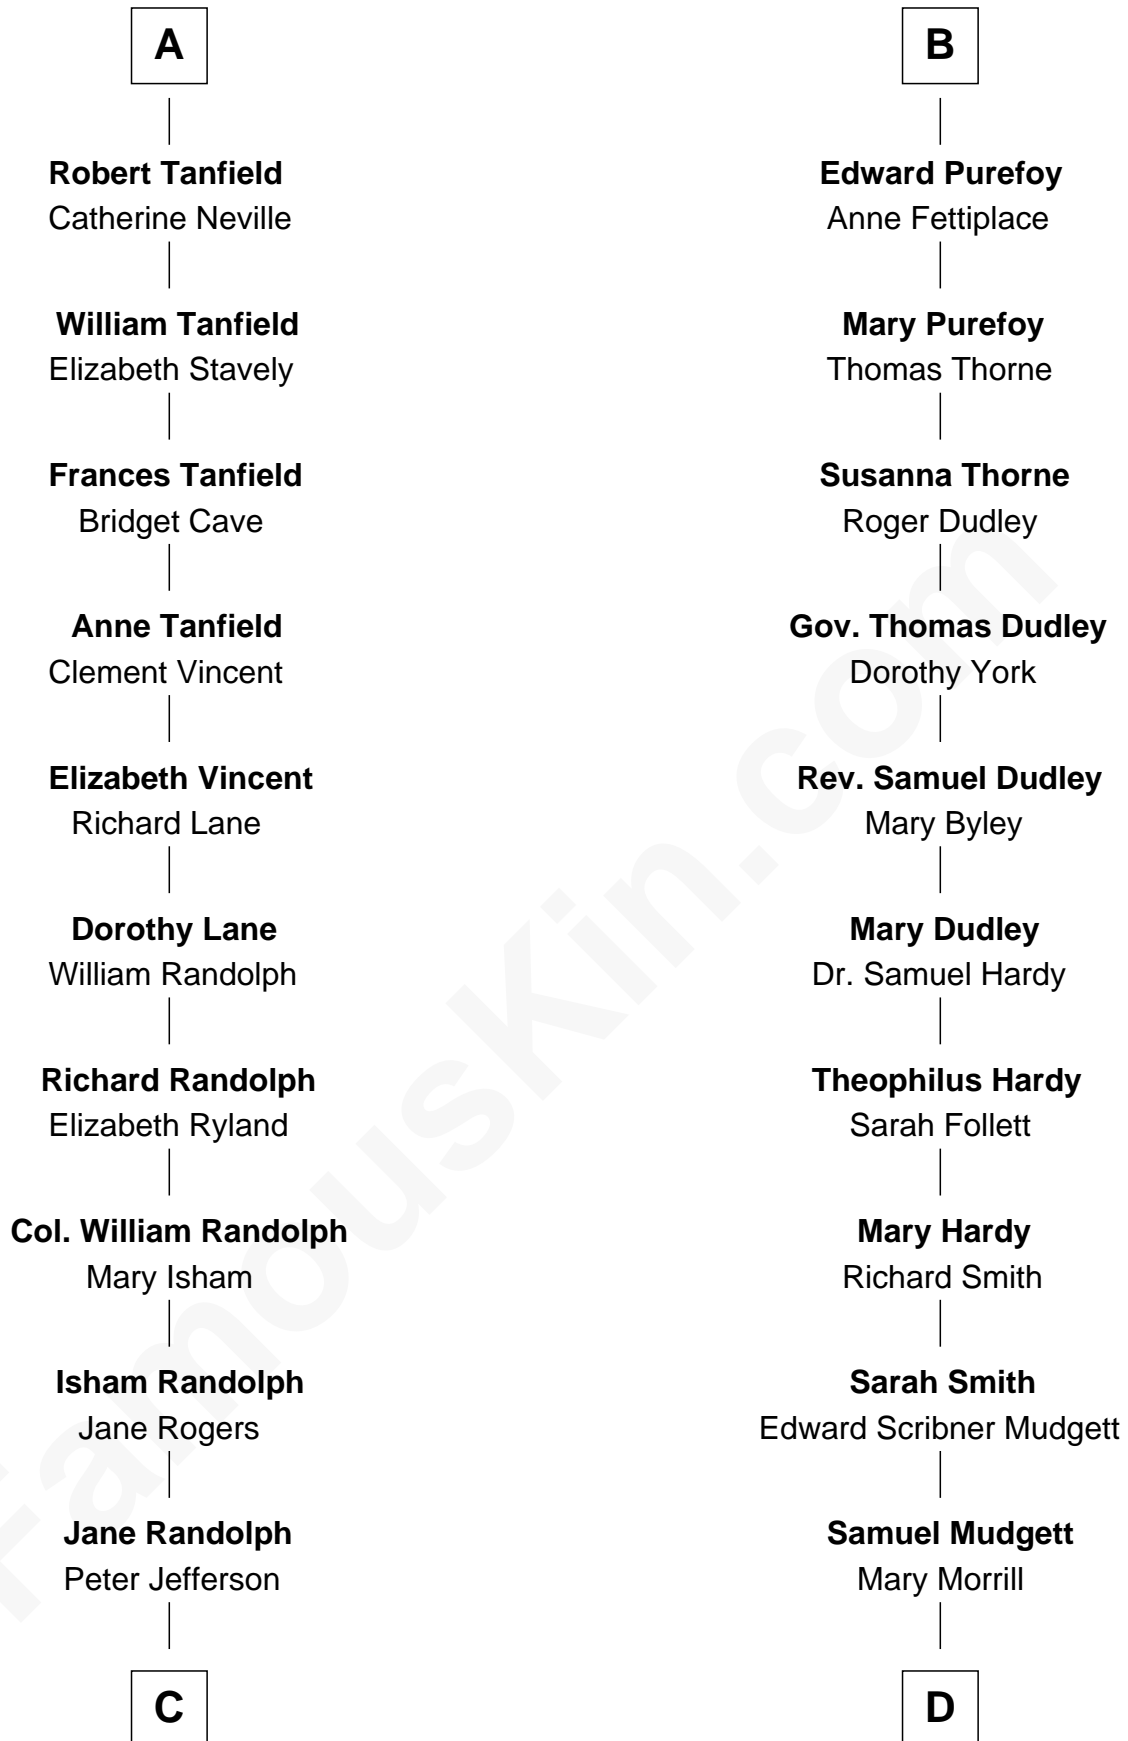 A
Robert Tanfield
Catherine Neville
William Tanfield
Elizabeth Stavely
Frances Tanfield
Bridget Cave
Anne Tanfield
Clement Vincent
Elizabeth Vincent
Richard Lane
Dorothy Lane
William Randolph
Richard Randolph
Elizabeth Ryland
Col. William Randolph
Mary Isham
Isham Randolph
Jane Rogers
Jane Randolph
Peter Jefferson
C
B
Edward Purefoy
Anne Fettiplace
Mary Purefoy
Thomas Thorne
Susanna Thorne
Roger Dudley
Gov. Thomas Dudley
Dorothy York
Rev. Samuel Dudley
Mary Byley
Mary Dudley
Dr. Samuel Hardy
Theophilus Hardy
Sarah Follett
Mary Hardy
Richard Smith
Sarah Smith
Edward Scribner Mudgett
Samuel Mudgett
Mary Morrill
D
FamousKin.com